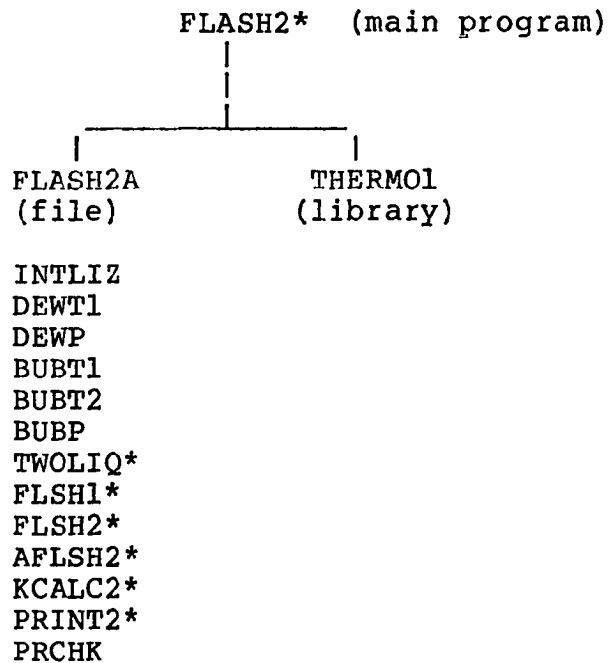 FLASH2* (main program)
FLASH2A THERMO1
(file) (library)
INTLIZ
DEWT1
DEWP
BUBT1
BUBT2
BUBP
TWOLIQ*
FLSH1*
FLSH2*
AFLSH2*
KCALC2*
PRINT2*
PRCHK